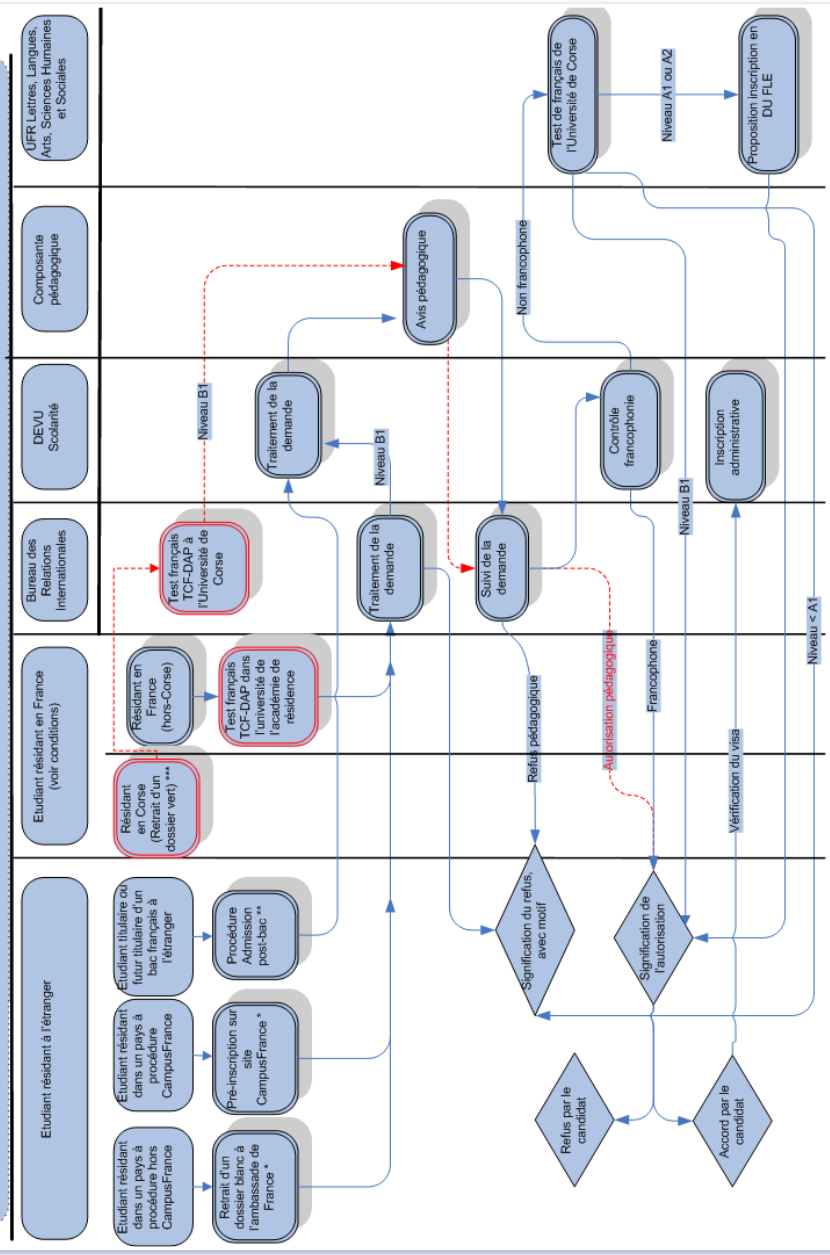 Etudiant résidant à l'étranger
Etudiant résidant en France
(voir conditions)
Bureau des
Relations
Internationales
DEVU
Scolarité
Composante
pédagogique
UFR Lettres, Langues,
Arts, Sciences Humaines
et Sociales
Etudiant résidant
dans un pays à
procédure hors
CampusFrance
Etudiant résidant
dans un pays à
procédure
CampusFrance
Etudiant titulaire ou
futur titulaire d'un
bac français à
l'étranger
Résidant
en Corse
(Retrait d'un
dossier vert) ***
Résidant en
France
(hors-Corse)
Test français
TCF-DAP à
l'Université de
Corse
Niveau B1
Retrait d'un
dossier blanc à
l'ambassade de
France *
Pré-inscription sur
site
CampusFrance *
Procédure
Admission
post-bac **
Test français
TCF-DAP dans
l'université de
l'académie de
résidence
Traitement de la
demande
Traitement de la
demande
Niveau B1
Avis pédagogique
Suivi de la
demande
Refus pédagogique
Signification du refus,
avec motif
Non francophone
Test de français de
l'Université de Corse
Refus par le
candidat
Autorisation pédagogique
Contrôle
francophonie
Signification de
l'autorisation
Francophone
Niveau B1
Niveau A1 ou A2
Accord par le
candidat
Vérification du visa
Inscription
administrative
Proposition inscription en
DU FLE
Niveau < A1